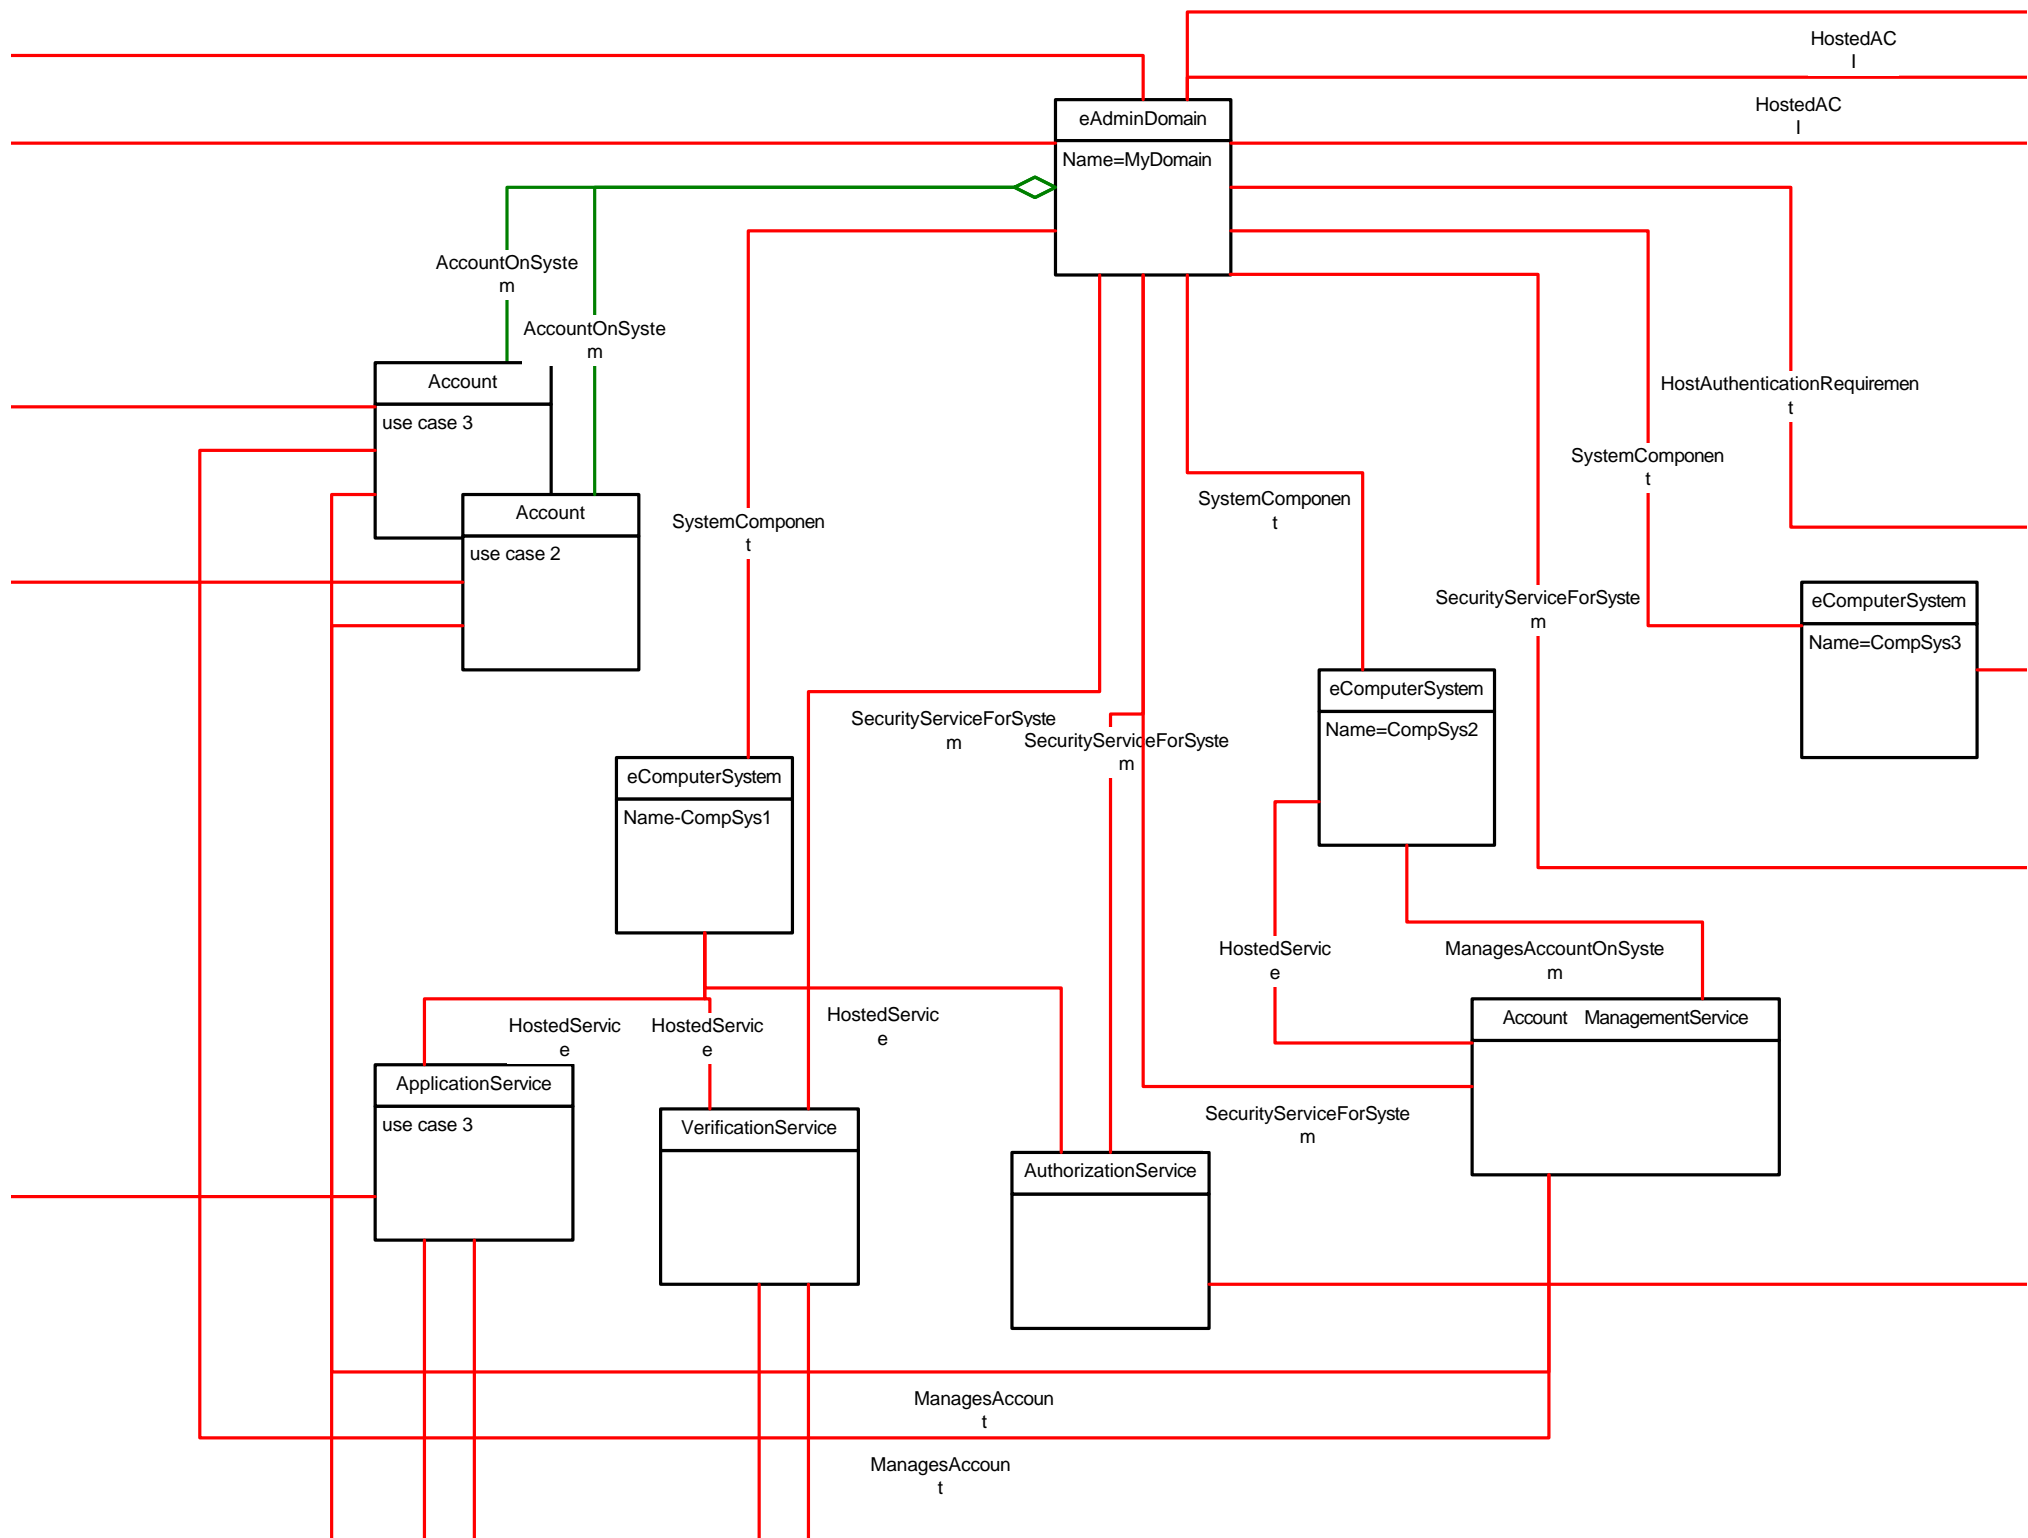 HostedAC
l
HostedAC
l
eAdminDomain
Name=MyDomain
AccountOnSyste
m
AccountOnSyste
m
Account
use case 3
HostAuthenticationRequiremen
t
SystemComponen
t
SystemComponen
t
Account
use case 2
SystemComponen
t
SecurityServiceForSyste
m
eComputerSystem
Name=CompSys3
eComputerSystem
Name=CompSys2
SecurityServiceForSyste
m
SecurityServiceForSyste
m
eComputerSystem
Name-CompSys1
HostedServic
e
ManagesAccountOnSyste
m
HostedServic
e
HostedServic
e
HostedServic
e
Account ManagementService
ApplicationService
use case 3
VerificationService
SecurityServiceForSyste
m
AuthorizationService
ManagesAccoun
t
ManagesAccoun
t